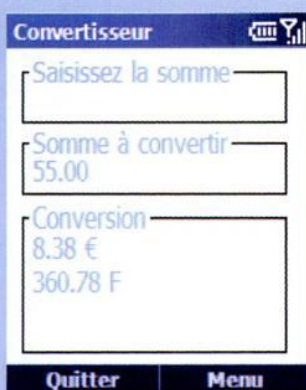 Convertisseur
Saisissez la somme
Somme à convertir
55.00
Conversion
8.38 €
360.78 F
Quitter Menu